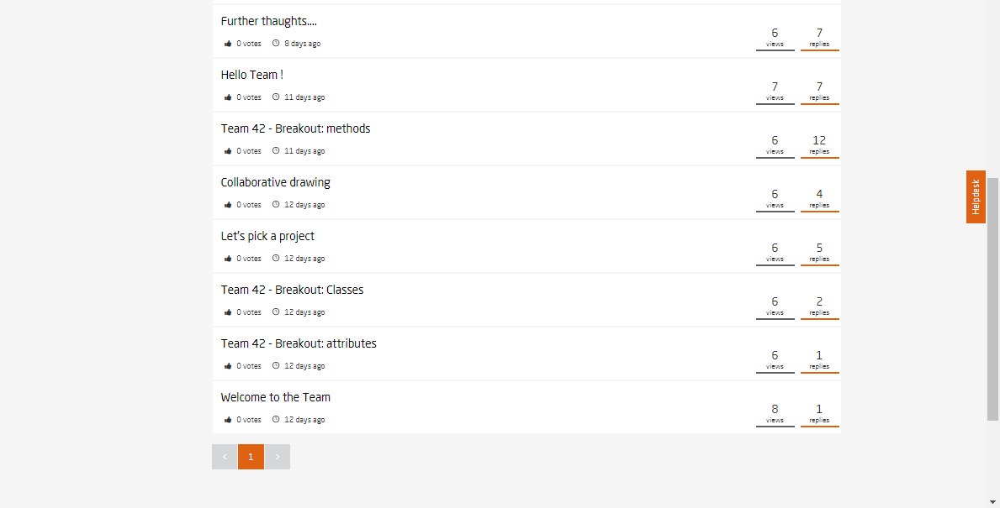 Further thaughts....
0 votes 8 days ago
6 views
7 replies
Hello Team !
0 votes 11 days ago
7 views
7 replies
Team 42 - Breakout: methods
0 votes 11 days ago
6 views
12 replies
Collaborative drawing
0 votes 12 days ago
6 views
4 replies
Let's pick a project
0 votes 12 days ago
6 views
5 replies
Team 42 - Breakout: Classes
0 votes 12 days ago
6 views
2 replies
Team 42 - Breakout: attributes
0 votes 12 days ago
6 views
1 replies
Welcome to the Team
0 votes 12 days ago
8 views
1 replies
< 1 >
Helpdesk